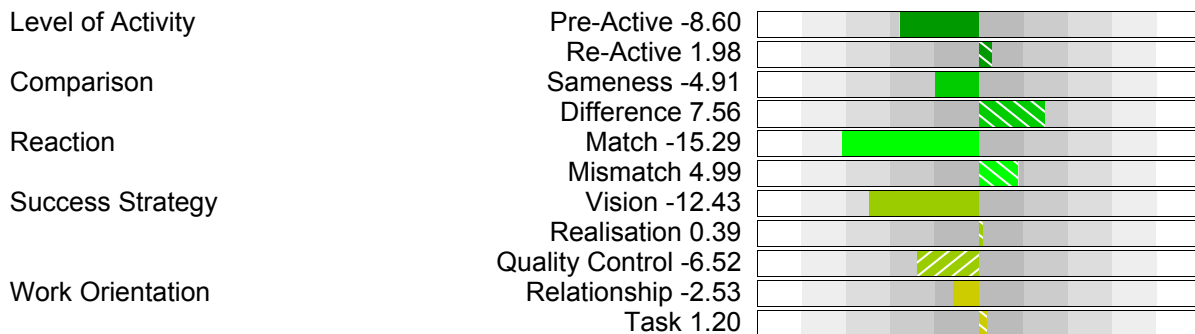 Level of Activity Pre-Active -8.60
Re-Active 1.98
Comparison Sameness -4.91
Difference 7.56
Reaction Match -15.29
Mismatch 4.99
Success Strategy Vision -12.43
Realisation 0.39
Quality Control -6.52
Work Orientation Relationship -2.53
Task 1.20